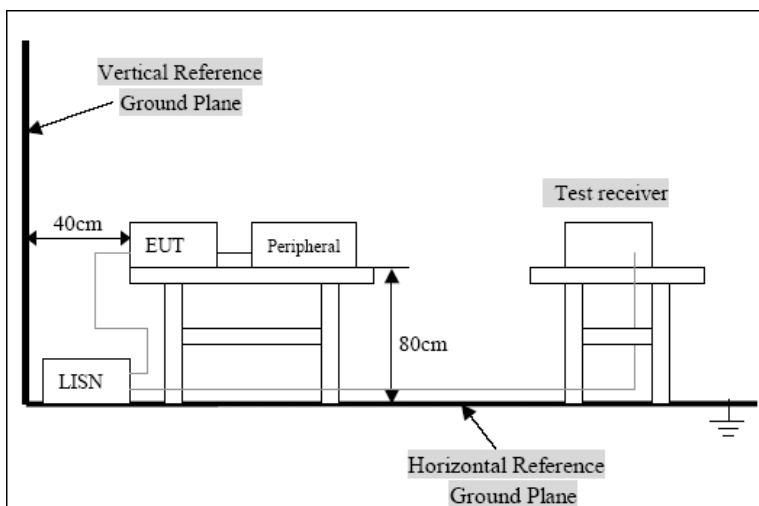 Vertical Reference
Ground Plane
Test receiver
40cm
EUT
Peripheral
80cm
LISN
Horizontal Reference
Ground Plane